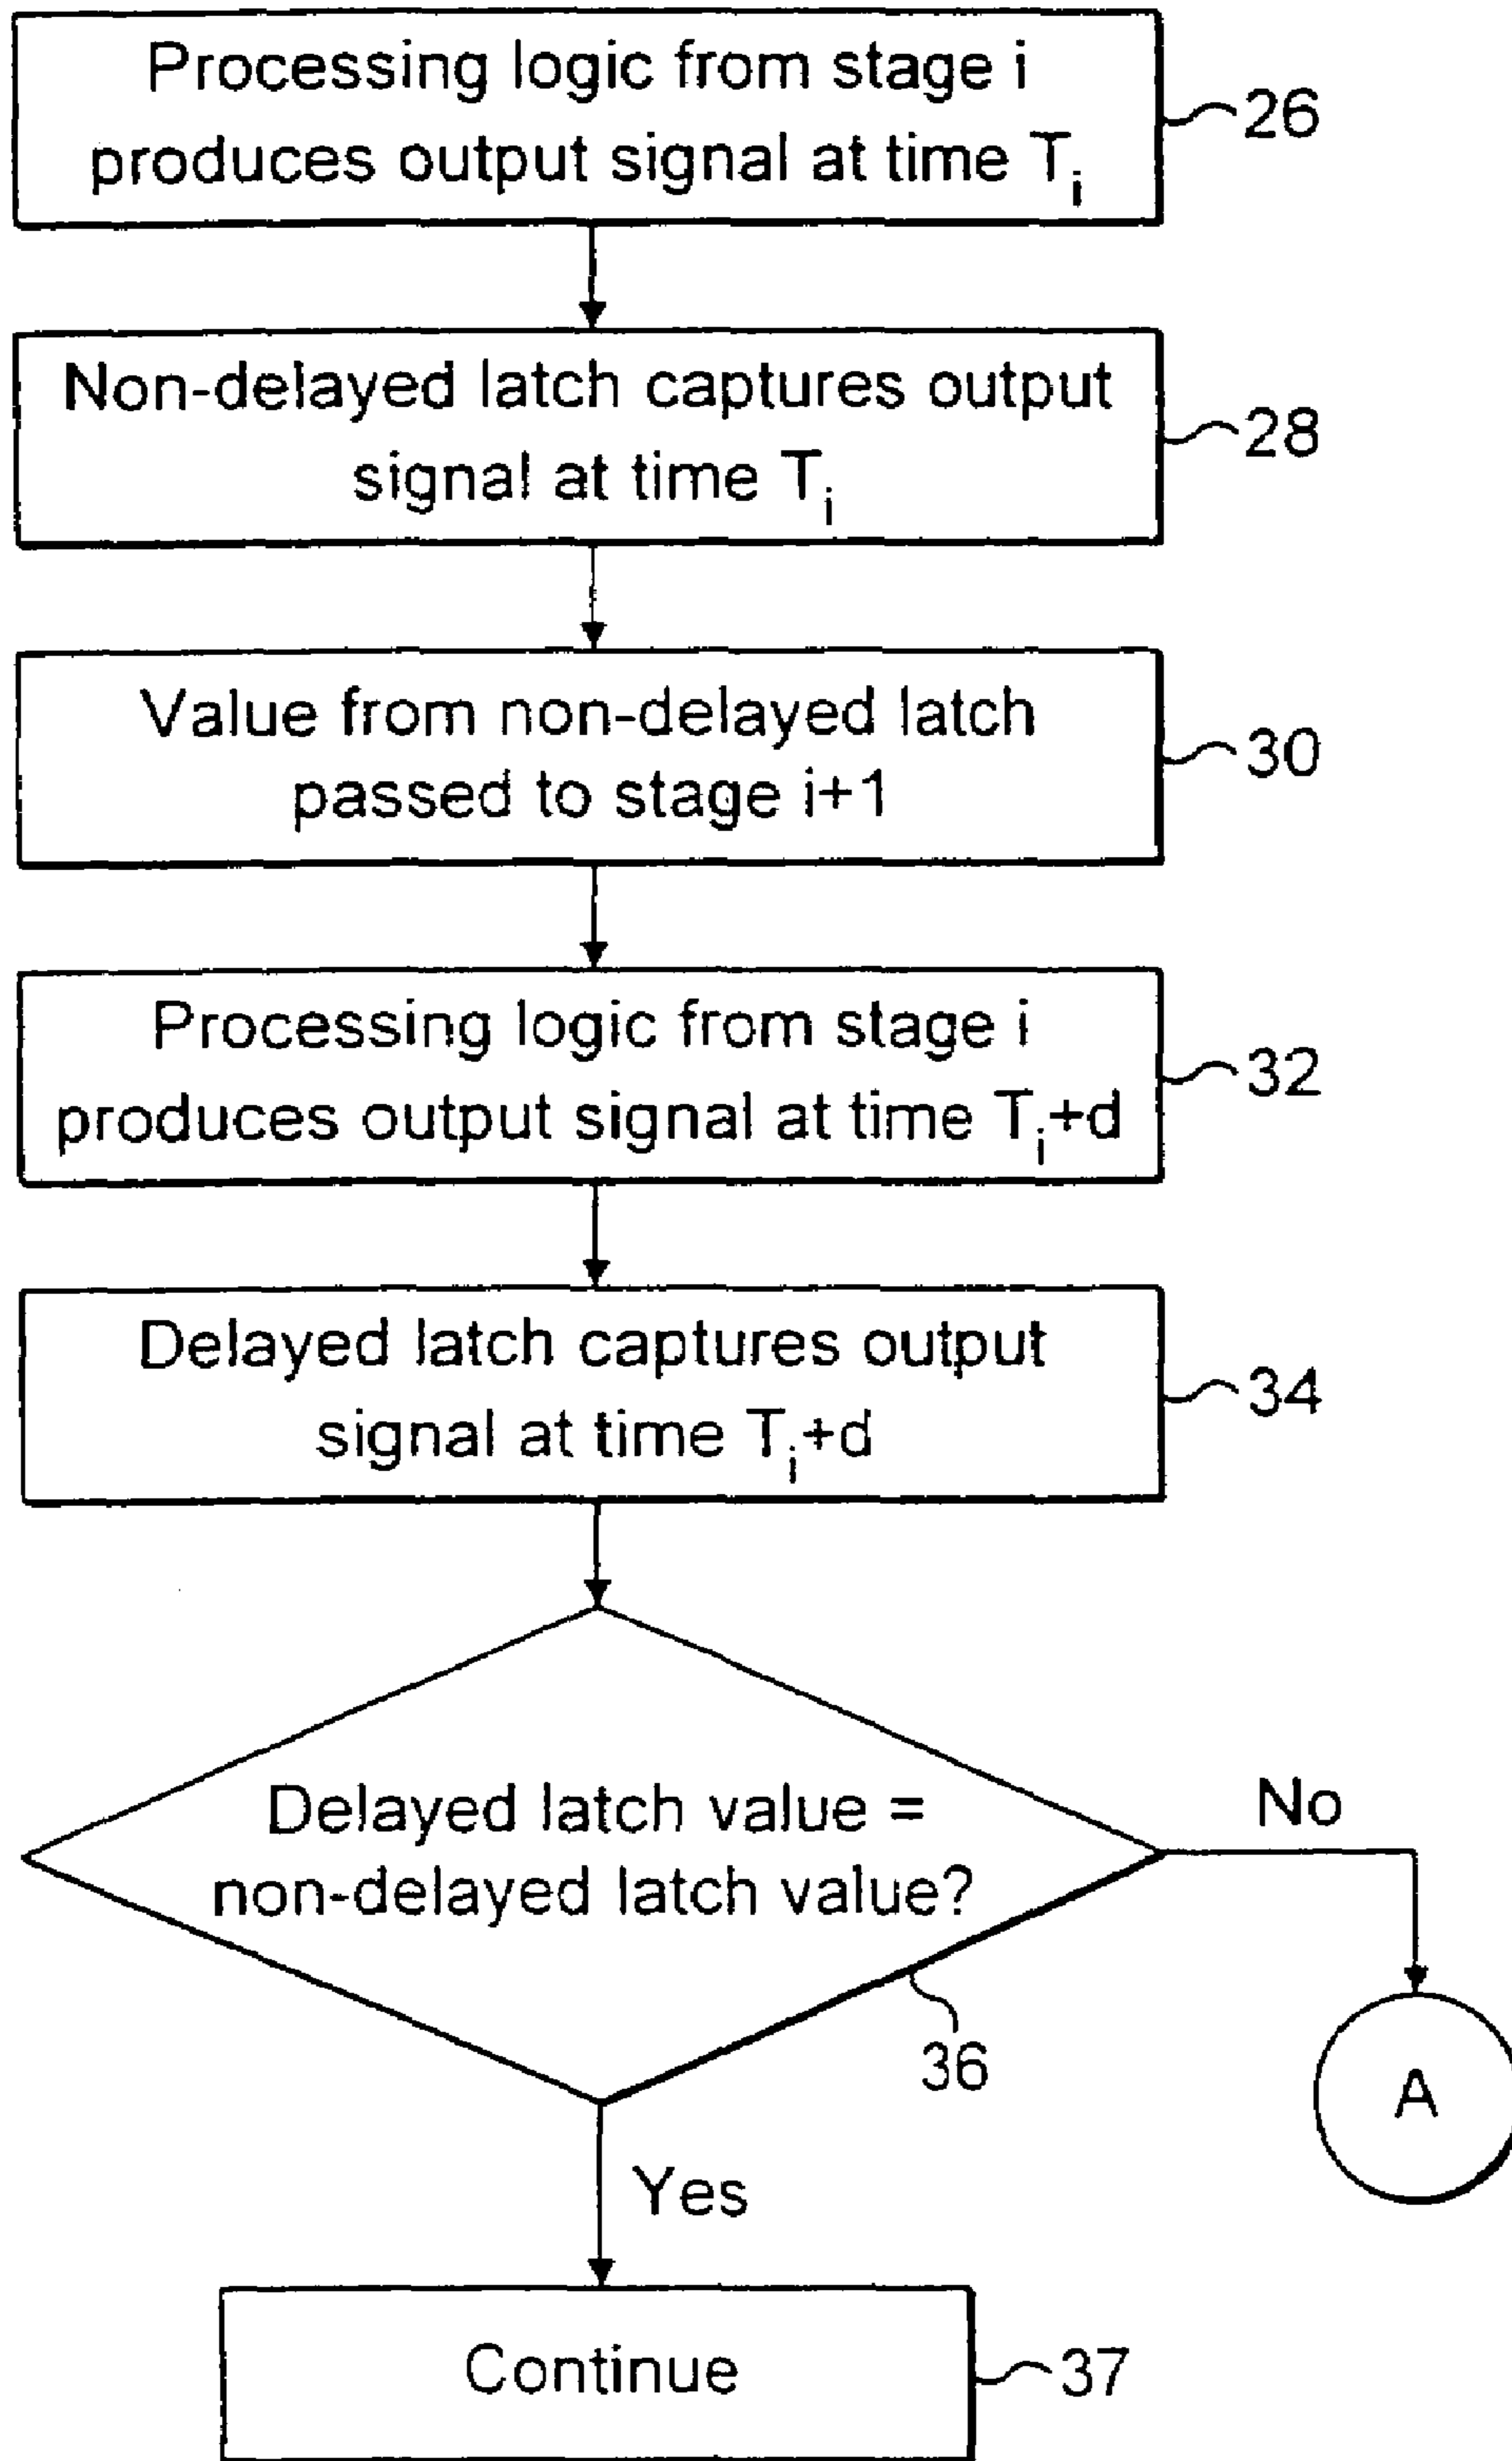 Processing logic from stage i
produces output signal at time Tᵢ
26
Non-delayed latch captures output
signal at time Tᵢ
28
Value from non-delayed latch
passed to stage i+1
30
Processing logic from stage i
produces output signal at time Tᵢ+d
32
Delayed latch captures output
signal at time Tᵢ+d
34
Delayed latch value =
non-delayed latch value?
No
36
A
Yes
Continue
37